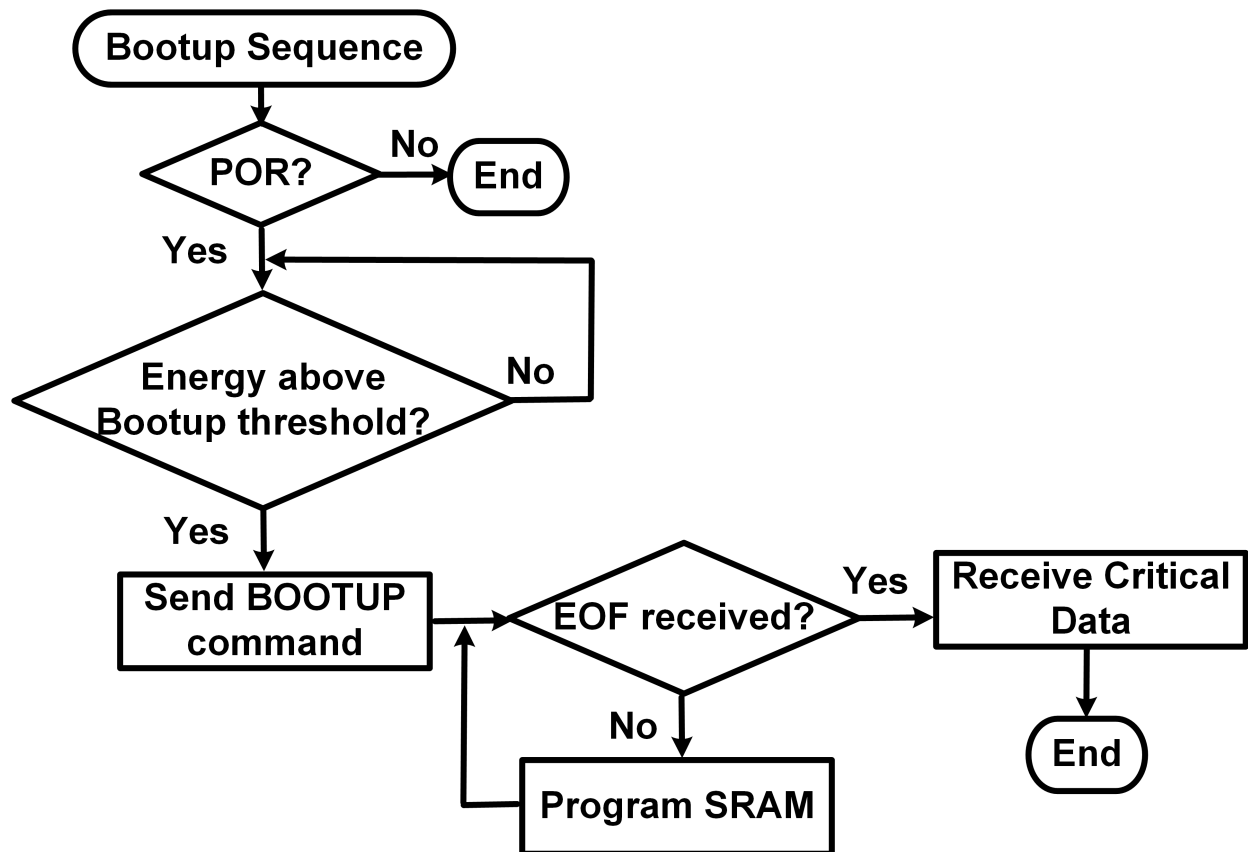 Bootup Sequence
POR?
No
End
Yes
Energy above
Bootup threshold?
No
Yes
Send BOOTUP
command
EOF received?
Yes
Receive Critical
Data
No
End
Program SRAM